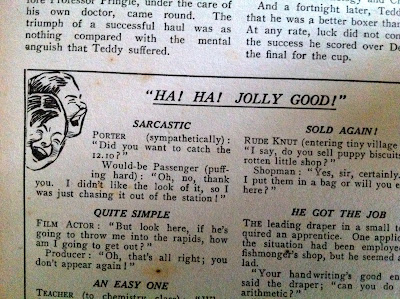 fore Professor Pringle, under the care of
his own doctor, came round. The
triumph of a successful haul was as
nothing compared with the mental
anguish that Teddy suffered.
And a fortnight later, Teddy
that he was a better boxer than
At any rate, luck did not con
the success he scored over De
the final for the cup.
"HA! HA! JOLLY GOOD!"
SARCASTIC
PORTER (sympathetically):
"Did you want to catch the
12.10?"
Would-be Passenger (puff-
ing hard): "Oh, no, thank
you. I didn't like the look of it, so I
was just chasing it out of the station!"
QUITE SIMPLE
FILM ACTOR: "But look here, if he's
going to throw me into the rapids, how
am I going to get out?"
Producer: "Oh, that's all right; you
don't appear again!"
AN EASY ONE
TEACHER (to chemistry class):
SOLD AGAIN!
RUDE KNUT (entering tiny village
"I say, do you sell puppy biscuits
rotten little shop?"
Shopman: "Yes, sir, certainly.
I put them in a bag or will you e
here?"
HE GOT THE JOB
THE leading draper in a small t
quired an apprentice. One applic
the situation had been employe
fishmonger's shop, but he seemed a
lad.
"Your handwriting's good en
said the draper; "can you do
arithmetic?"